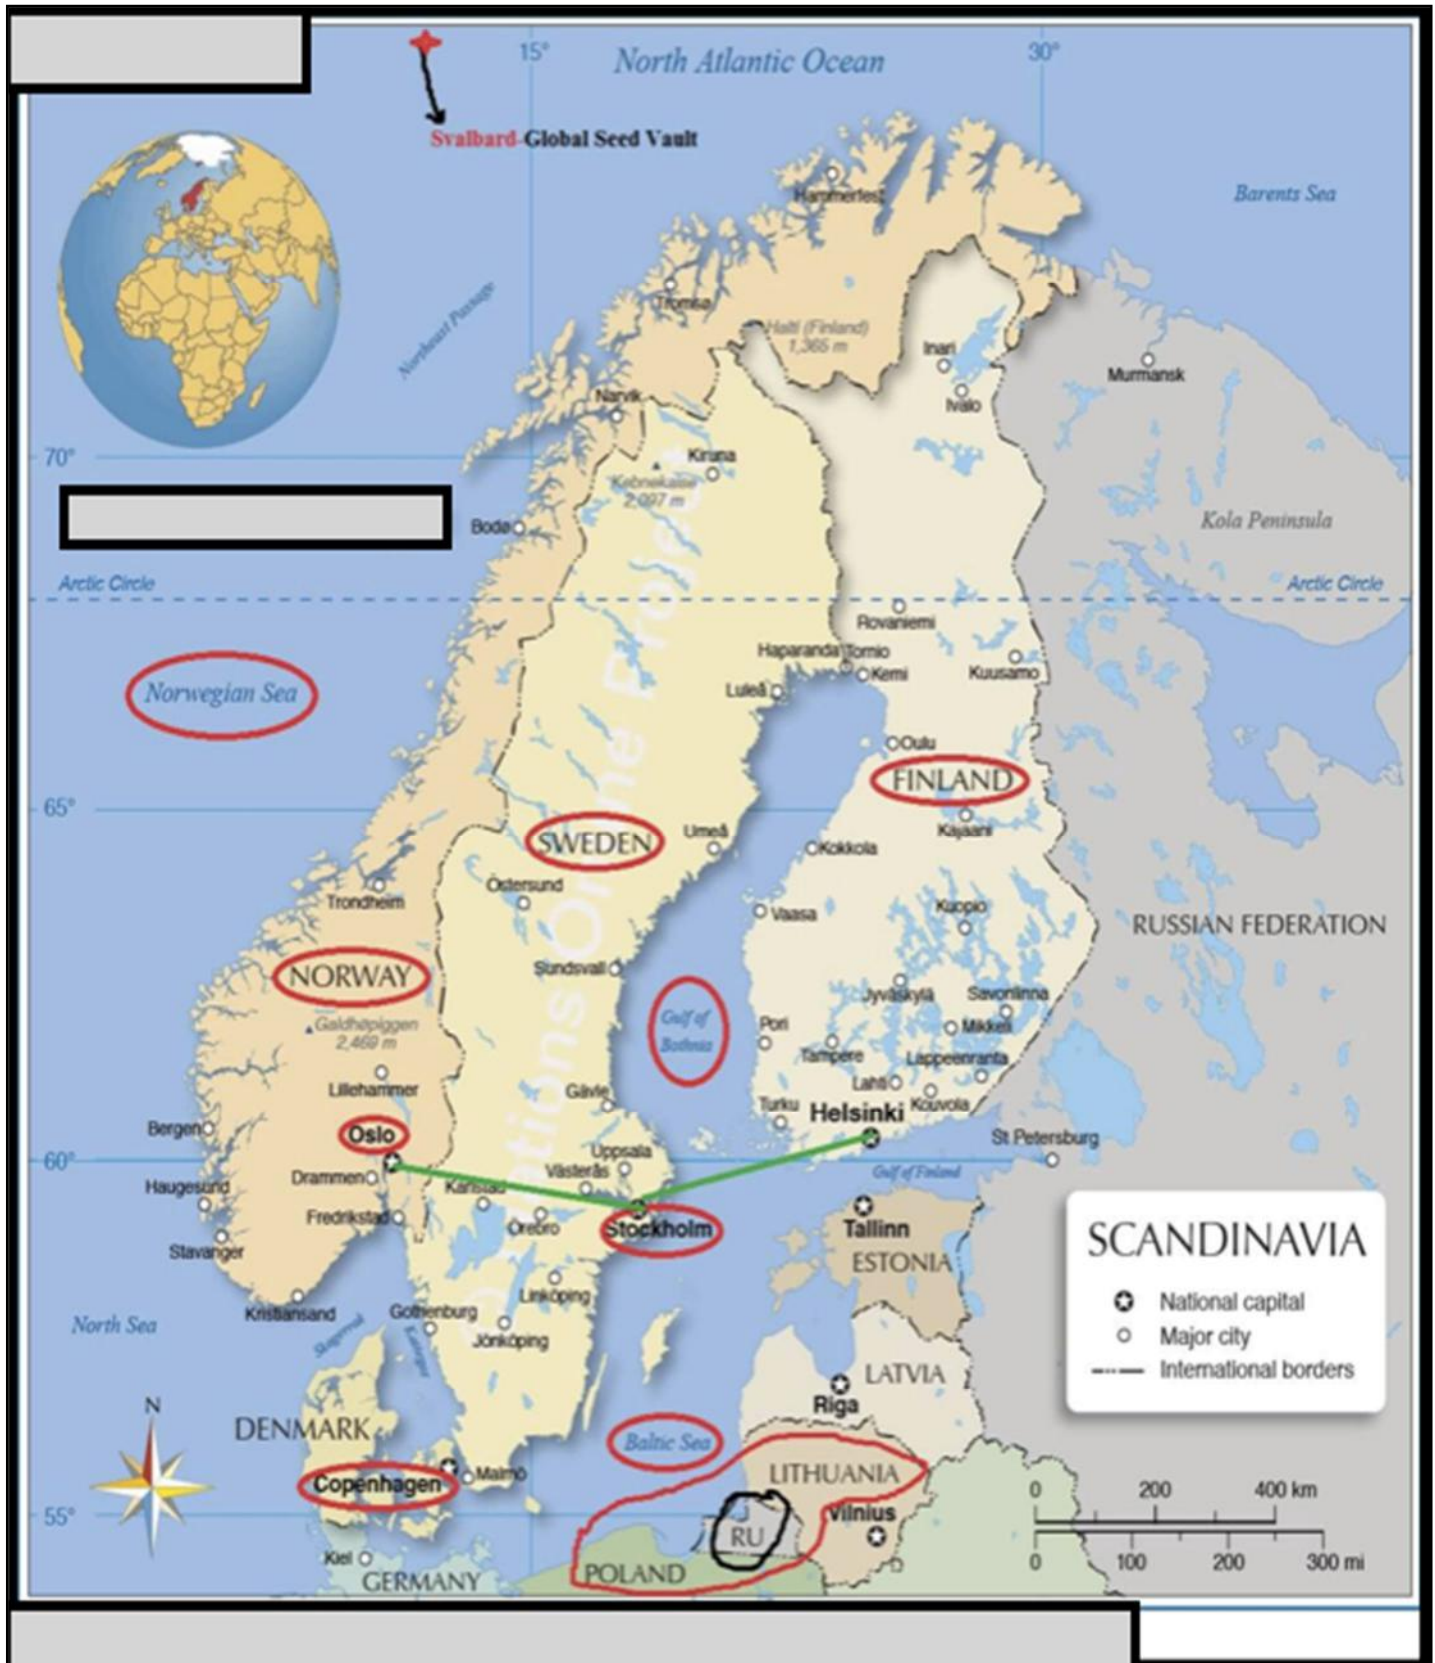 15°
North Atlantic Ocean
30°
Svalbard-Global Seed Vault
Hammerfest
Barents Sea
Tromsø
Northeast Passage
Halti (Finland)
1,365 m
Inari
Murmansk
Narvik
Ivalo
70°
Kiruna
Kebnekaise
2,097 m
Bodø
Kola Peninsula
Arctic Circle
Arctic Circle
Rovaniemi
Haparanda
Tornio
Kemi
Kuusamo
Luleå
Norwegian Sea
Oulu
FINLAND
65°
Umeå
Kajaani
SWEDEN
Kokkola
Östersund
Trondheim
Kuopio
Vaasa
RUSSIAN FEDERATION
Sundsvall
NORWAY
Jyväskylä
Savonlinna
Gulf of
Bothnia
Galdhøpiggen
2,469 m
Pori
Mikkeli
Tampere
Lappeenranta
Lillehammer
Lahti
Gävle
Turku
Helsinki
Kouvola
Bergen
Oslo
St Petersburg
60°
Uppsala
Västerås
Gulf of Finland
Drammen
Haugesund
Karlstad
Fredrikstad
Örebro
Stockholm
Tallinn
Stavanger
ESTONIA
SCANDINAVIA
Linköping
National capital
Kristiansand
Gothenburg
North Sea
Skagerrak
Kattegat
Jönköping
Major city
LATVIA
International borders
Riga
N
DENMARK
Baltic Sea
Copenhagen
Malmö
LITHUANIA
0 200 400 km
55°
Vilnius
RU
Kiel
POLAND
GERMANY
0 100 200 300 mi